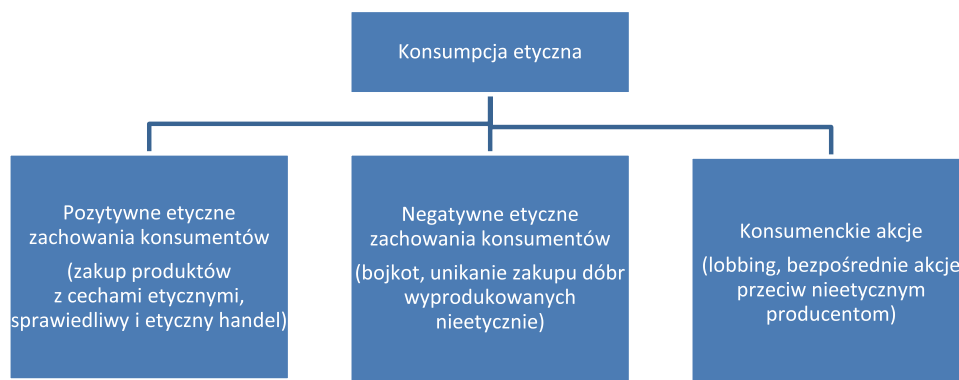 Konsumpcja etyczna
Pozytywne etyczne
zachowania konsumentów
(zakup produktów
z cechami etycznymi,
sprawiedliwy i etyczny handel)
Negatywne etyczne
zachowania konsumentów
(bojkot, unikanie zakupu dóbr
wyprodukowanych
nieetycznie)
Konsumenckie akcje
(lobbing, bezpośrednie akcje
przeciw nieetycznym
producentom)